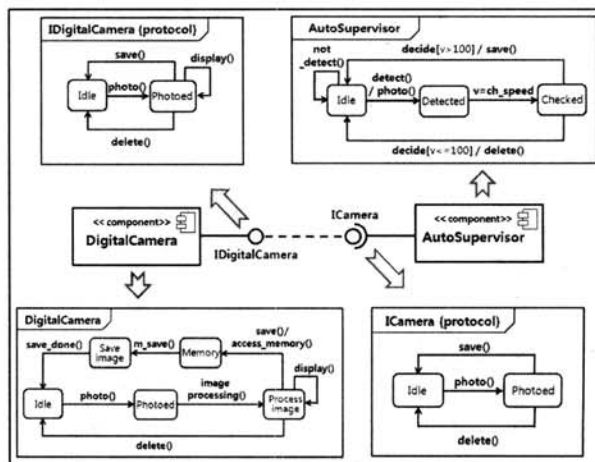 IDigitalCamera {protocol}
save()
display()
Idle
photo()
Photoed
delete()
AutoSupervisor
not
_detect()
decide[v>100] / save()
detect()
/ photo()
v=ch_speed
Idle
Detected
Checked
decide[v<=100] / delete()
<< component>>
DigitalCamera
IDigitalCamera
ICamera
<< component>>
AutoSupervisor
DigitalCamera
save_done()
Save
image
m_save()
Memory
save()/
access_memory()
display()
Idle
photo()
Photoed
image
processing()
Process
image
delete()
ICamera {protocol}
save()
Idle
photo()
Photoed
delete()